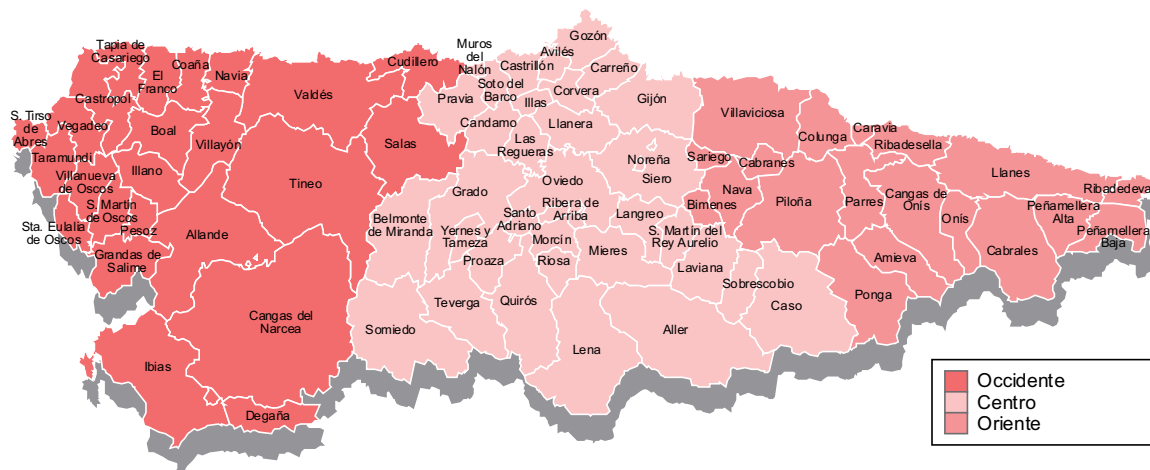 Tapia de
Casariego
El
Franco
Coaña
Navia
Castropol
Valdés
Cudillero
Muros
del
Nalón
Soto del
Barco
Pravia
Castrillón
Avilés
Gozón
Carreño
Corvera
Illas
Gijón
Villaviciosa
Colunga
Caravia
Ribadesella
Llanes
Ribadedeva
S. Tirso
de
Abres
Vegadeo
Boal
Villayón
Salas
Candamo
Las
Regueras
Llanera
Noreña
Siero
Sariego
Cabranes
Taramundi
Villanueva
de Oscos
Illano
Tineo
Grado
Oviedo
Nava
Bimenes
Piloña
Parres
Cangas de
Onís
Onís
Cabrales
Peñamellera
Alta
Peñamellera
Baja
Sta. Eulalia
de Oscos
S. Martín
de Oscos
Pesoz
Allande
Belmonte
de Miranda
Yernes y
Tameza
Santo
Adriano
Ribera de
Arriba
Langreo
S. Martín del
Rey Aurelio
Grandas de
Salime
Proaza
Morcín
Riosa
Mieres
Laviana
Sobrescobio
Caso
Amieva
Ponga
Cangas del
Narcea
Somiedo
Teverga
Quirós
Lena
Aller
Ibias
Degaña
Occidente
Centro
Oriente